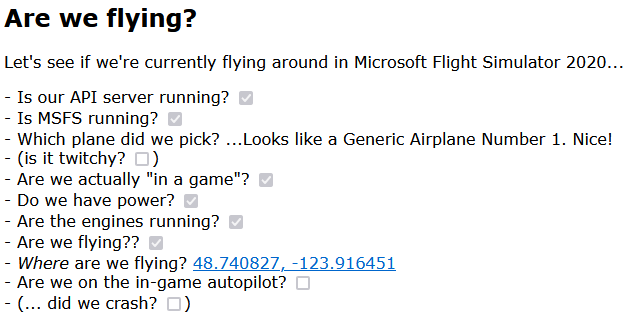 Are we flying?
Let's see if we're currently flying around in Microsoft Flight Simulator 2020...
- Is our API server running?
- Is MSFS running?
- Which plane did we pick? ...Looks like a Generic Airplane Number 1. Nice!
- (is it twitchy? )
- Are we actually "in a game"?
- Do we have power?
- Are the engines running?
- Are we flying??
- Where are we flying? 48.740827, -123.916451
- Are we on the in-game autopilot?
- (... did we crash? )